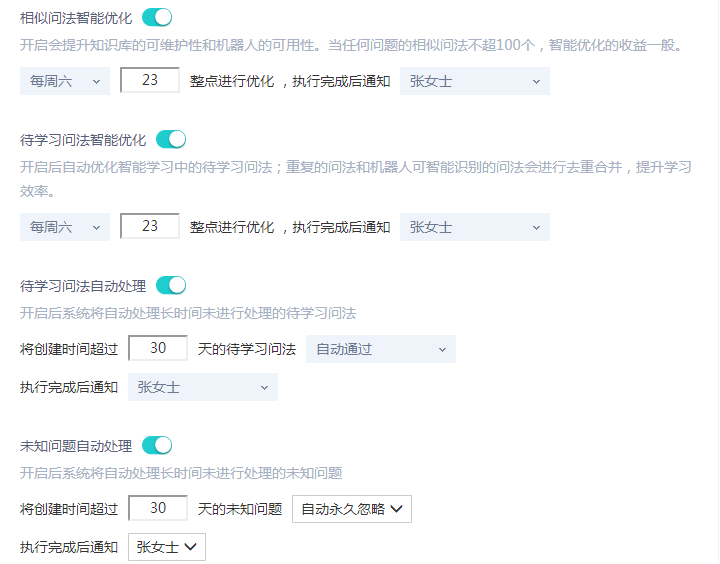 相似问法智能优化
开启会提升知识库的可维护性和机器人的可用性。当任何问题的相似问法不超100个，智能优化的收益一般。
每周六 23 整点进行优化 ，执行完成后通知 张女士
待学习问法智能优化
开启后自动优化智能学习中的待学习问法；重复的问法和机器人可智能识别的问法会进行去重合并，提升学习
效率。
每周六 23 整点进行优化 ，执行完成后通知 张女士
待学习问法自动处理
开启后系统将自动处理长时间未进行处理的待学习问法
将创建时间超过 30 天的待学习问法 自动通过
执行完成后通知 张女士
未知问题自动处理
开启后系统将自动处理长时间未进行处理的未知问题
将创建时间超过 30 天的未知问题 自动永久忽略
执行完成后通知 张女士